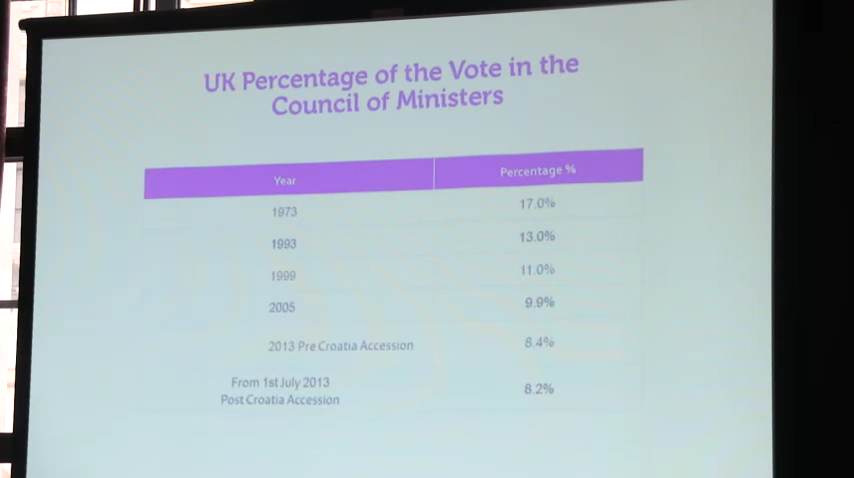 UK Percentage of the Vote in the
Council of Ministers
Year Percentage %
1973 17.0%
1993 13.0%
1999 11.0%
2005 9.9%
2013 Pre Croatia Accession 8.4%
From 1st July 2013
Post Croatia Accession 8.2%